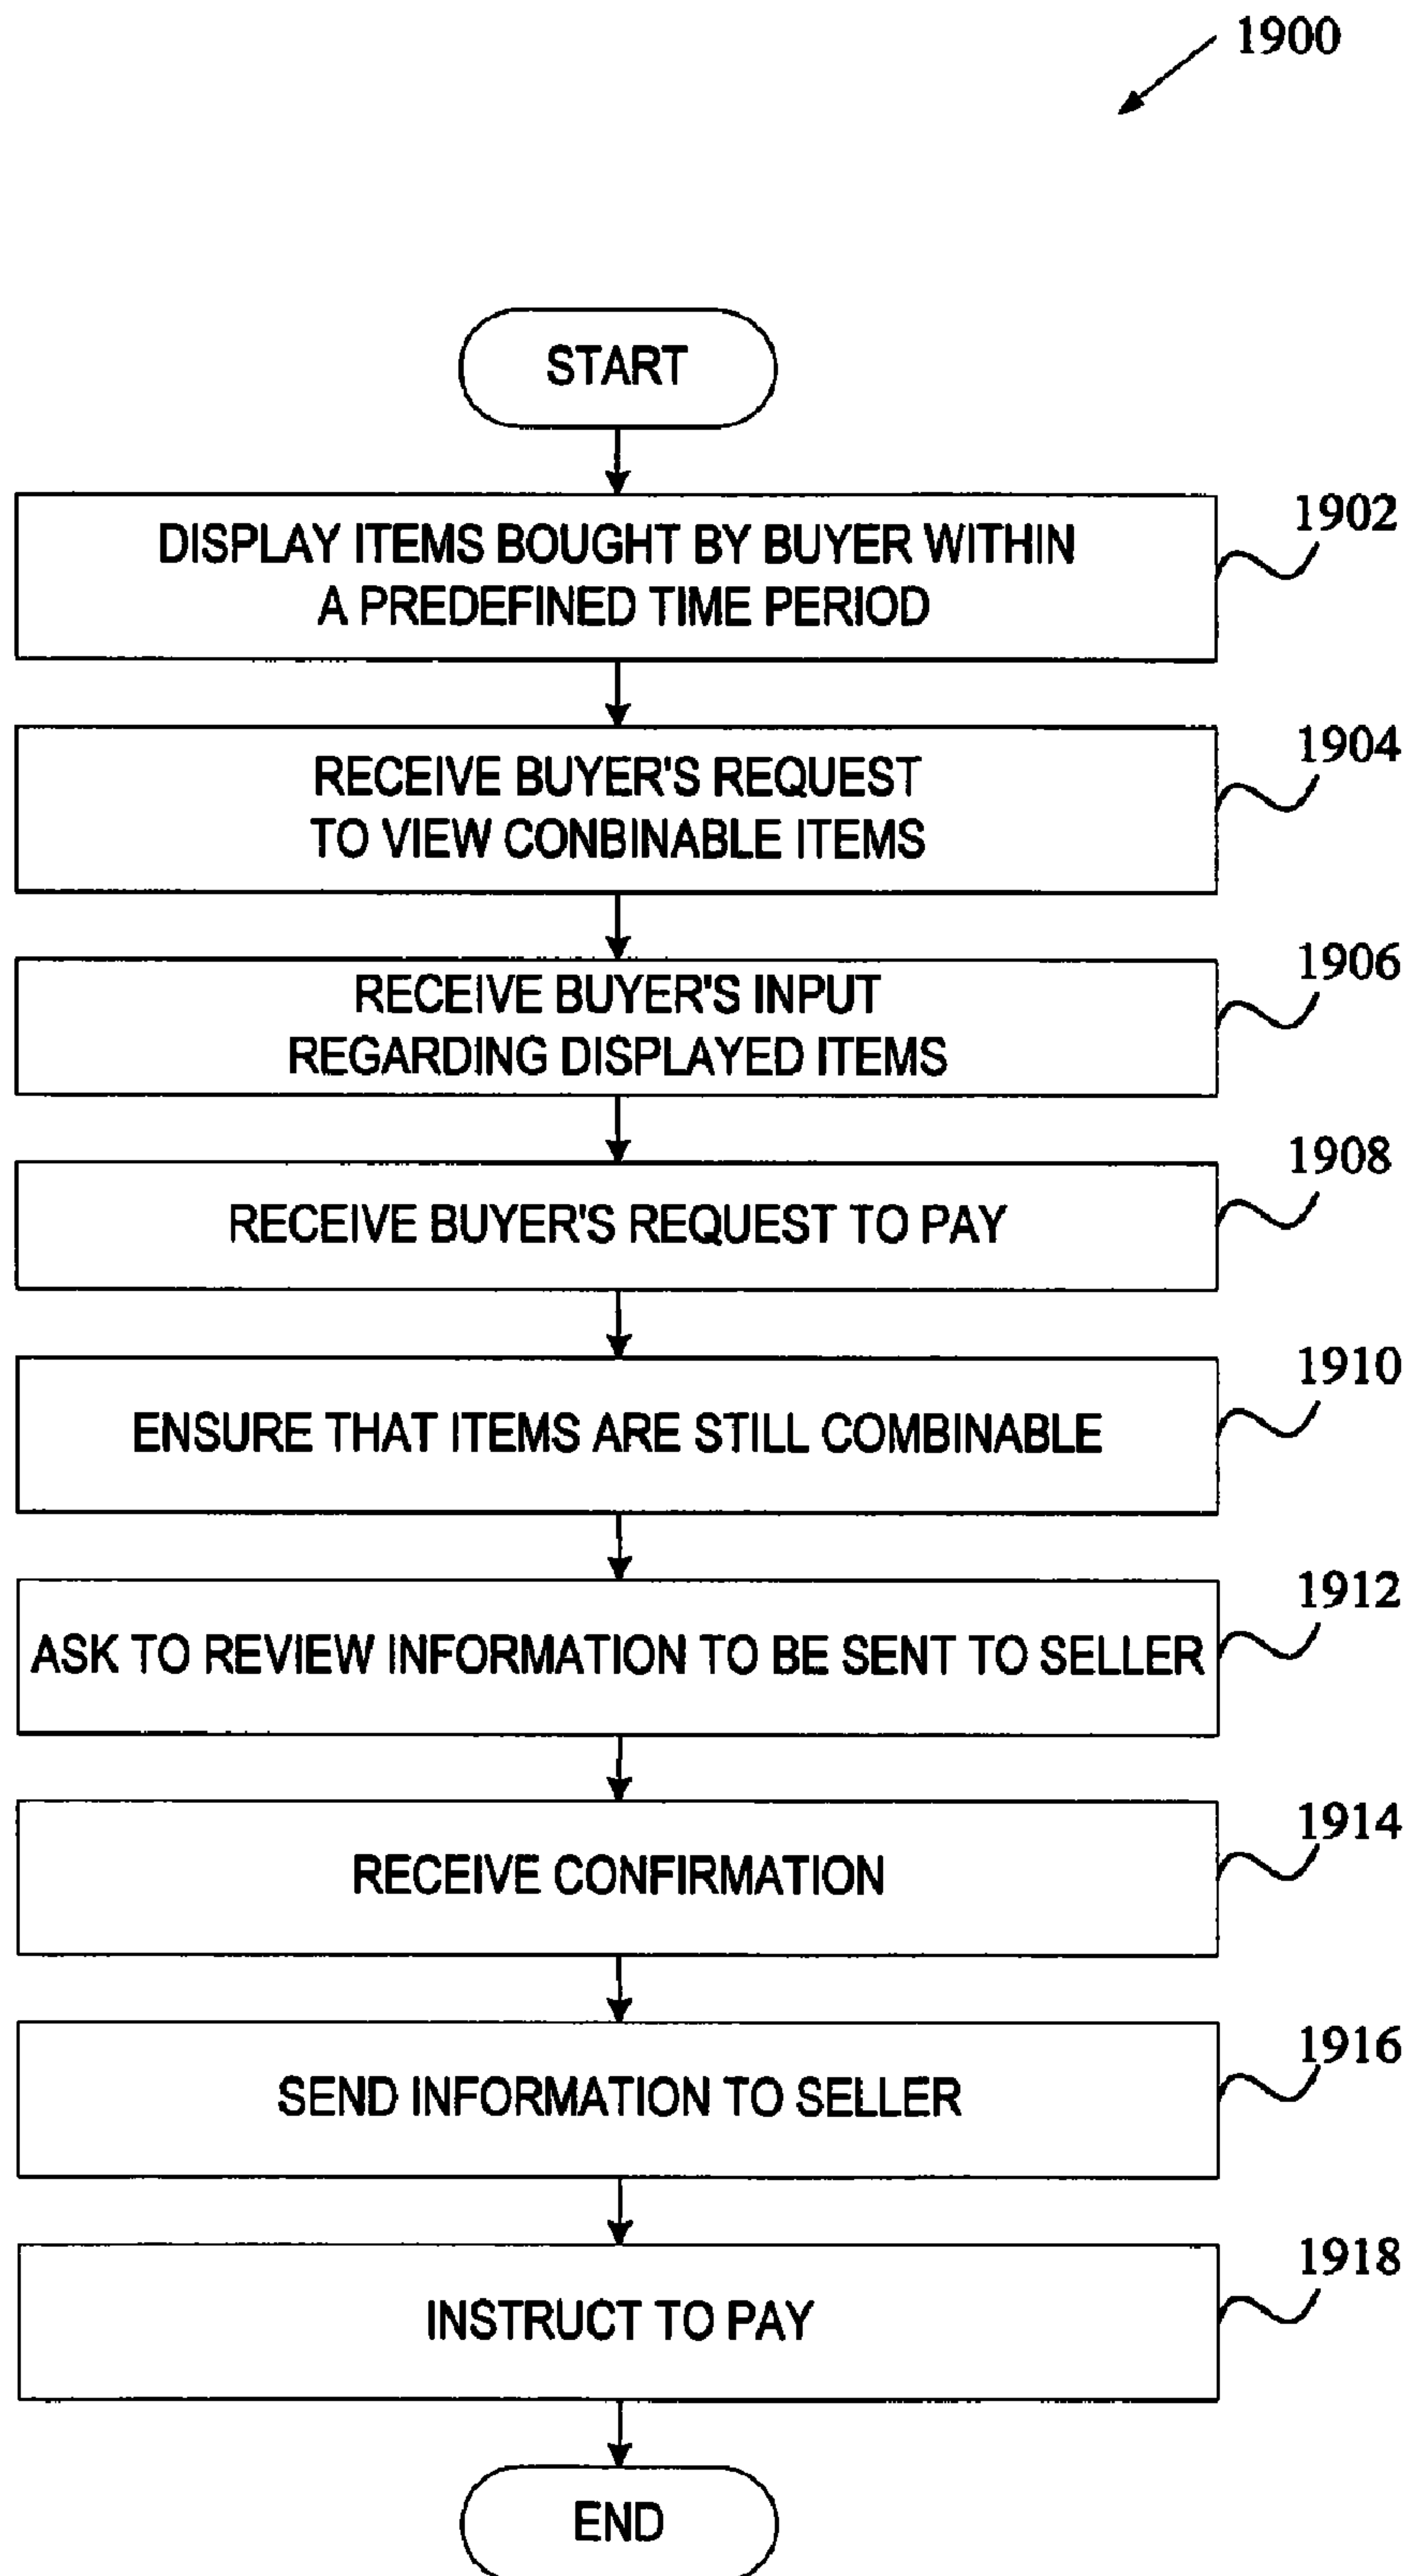 1900
START
DISPLAY ITEMS BOUGHT BY BUYER WITHIN
A PREDEFINED TIME PERIOD
1902
RECEIVE BUYER'S REQUEST
TO VIEW CONBINABLE ITEMS
1904
RECEIVE BUYER'S INPUT
REGARDING DISPLAYED ITEMS
1906
RECEIVE BUYER'S REQUEST TO PAY
1908
ENSURE THAT ITEMS ARE STILL COMBINABLE
1910
ASK TO REVIEW INFORMATION TO BE SENT TO SELLER
1912
RECEIVE CONFIRMATION
1914
SEND INFORMATION TO SELLER
1916
INSTRUCT TO PAY
1918
END